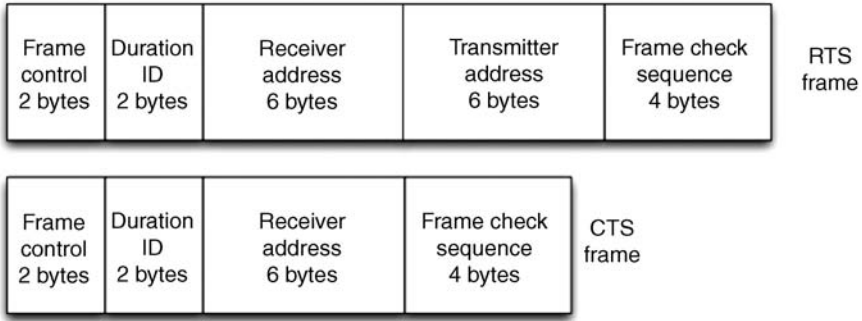 Frame
control
2 bytes
Duration
ID
2 bytes
Receiver
address
6 bytes
Transmitter
address
6 bytes
Frame check
sequence
4 bytes
RTS
frame
Frame
control
2 bytes
Duration
ID
2 bytes
Receiver
address
6 bytes
Frame check
sequence
4 bytes
CTS
frame